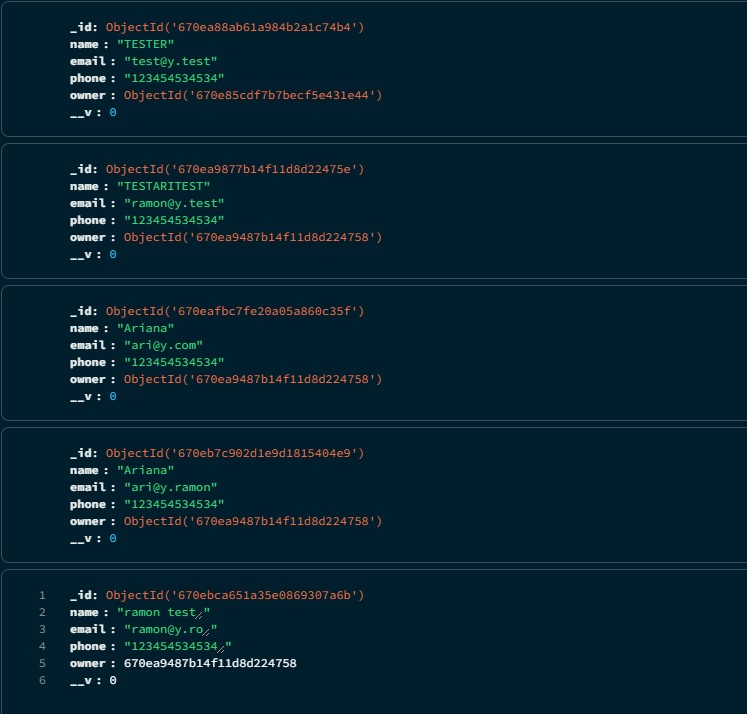 _id: ObjectId('670ea88ab61a984b2a1c74b4')
name : "TESTER"
email : "test@y.test"
phone : "123454534534"
owner : ObjectId('670e85cdf7b7becf5e431e44')
__v : 0
_id: ObjectId('670ea9877b14f11d8d22475e')
name : "TESTARITEST"
email : "ramon@y.test"
phone : "123454534534"
owner : ObjectId('670ea9487b14f11d8d224758')
__v : 0
_id: ObjectId('670eafbc7fe20a05a860c35f')
name : "Ariana"
email : "ari@y.com"
phone : "123454534534"
owner : ObjectId('670ea9487b14f11d8d224758')
__v : 0
_id: ObjectId('670eb7c902d1e9d1815404e9')
name : "Ariana"
email : "ari@y.ramon"
phone : "123454534534"
owner : ObjectId('670ea9487b14f11d8d224758')
__v : 0
1 _id: ObjectId('670ebca651a35e0869307a6b')
2 name : "ramon test"
3 email : "ramon@y.ro"
4 phone : "123454534534"
5 owner : 670ea9487b14f11d8d224758
6 __v : 0